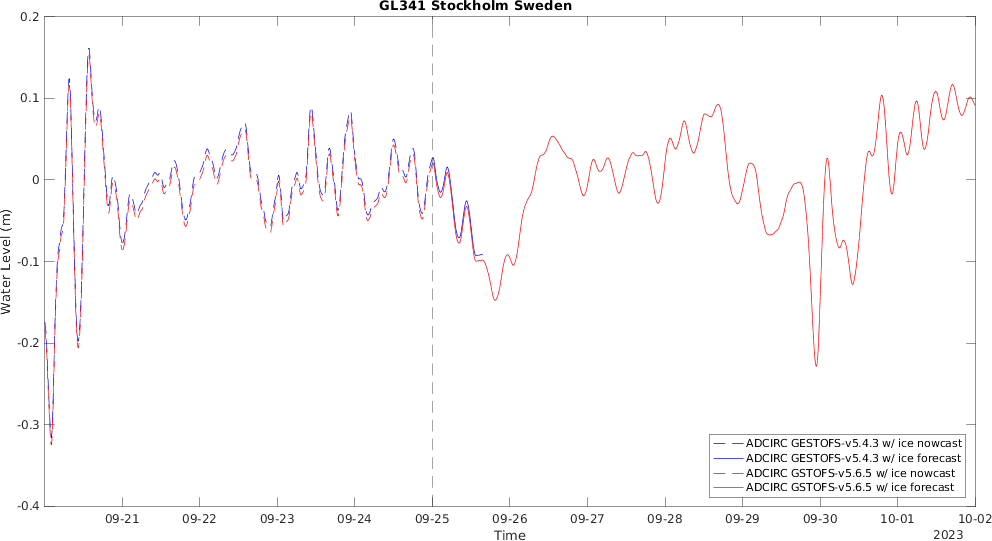 GL341 Stockholm Sweden
0.2
0.1
0
-0.1
-0.2
-0.3
-0.4
Water Level (m)
ADCIRC GESTOFS-v5.4.3 w/ ice nowcast
ADCIRC GESTOFS-v5.4.3 w/ ice forecast
ADCIRC GSTOFS-v5.6.5 w/ ice nowcast
ADCIRC GSTOFS-v5.6.5 w/ ice forecast
09-21 09-22 09-23 09-24 09-25 09-26 09-27 09-28 09-29 09-30 10-01 10-02
Time
2023